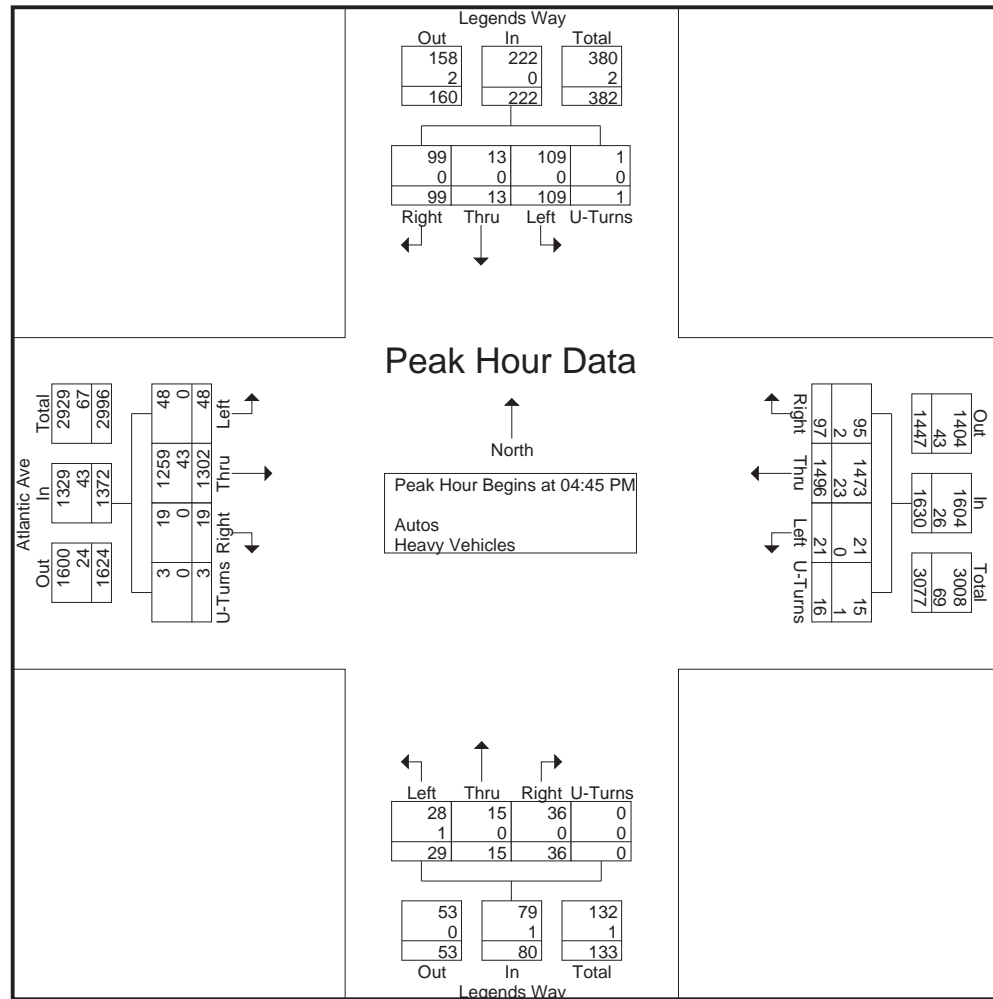 Legends Way
Out In Total
158 222 380
2 0 2
160 222 382
99 13 109 1
0 0 0 0
99 13 109 1
Right Thru Left U-Turns
Peak Hour Data
North
Peak Hour Begins at 04:45 PM
Autos
Heavy Vehicles
Atlantic Ave
Out In Total
1600 1329 2929
24 43 67
1624 1372 2996
3 19 1259 48
0 0 43 0
3 19 1302 48
U-Turns Right Thru Left
Out In Total
1404 1604 3008
43 26 69
1447 1630 3077
95 1473 21 15
2 23 0 1
97 1496 21 16
Right Thru Left U-Turns
Left Thru Right U-Turns
28 15 36 0
1 0 0 0
29 15 36 0
53 79 132
0 1 1
53 80 133
Out In Total
Legends Way